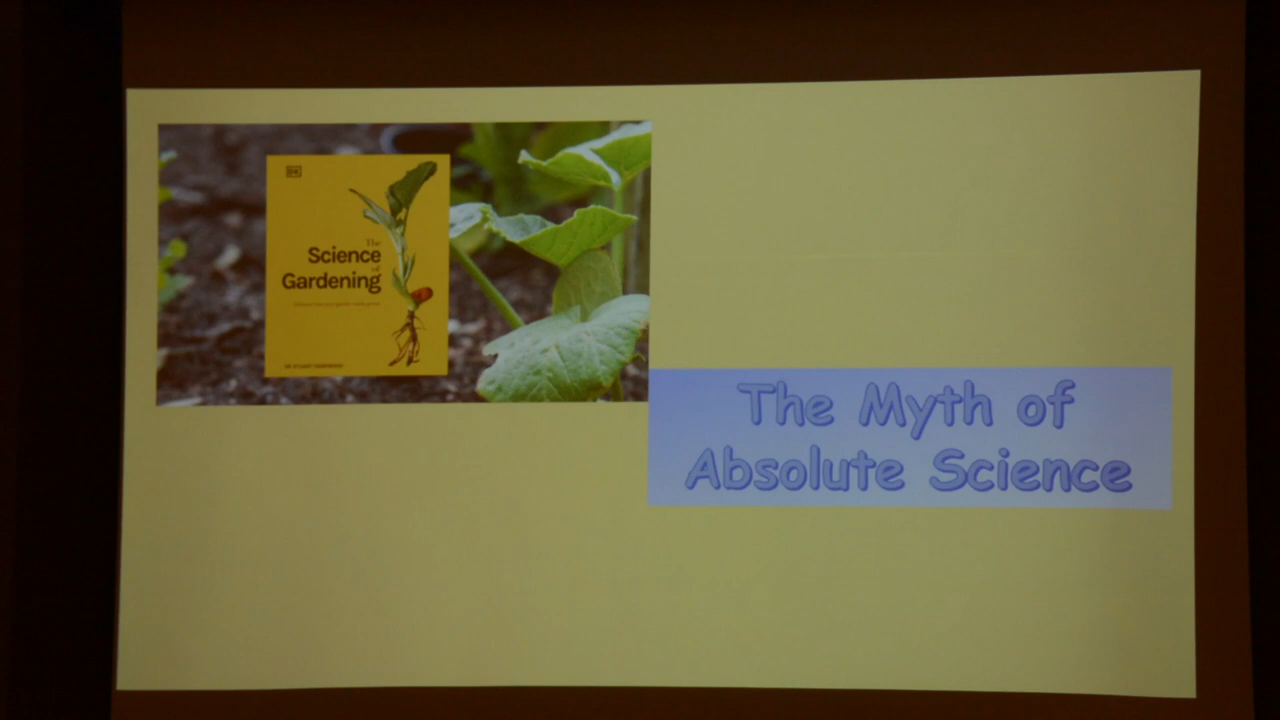 DK
The
Science
of
Gardening
The Myth of
Absolute Science